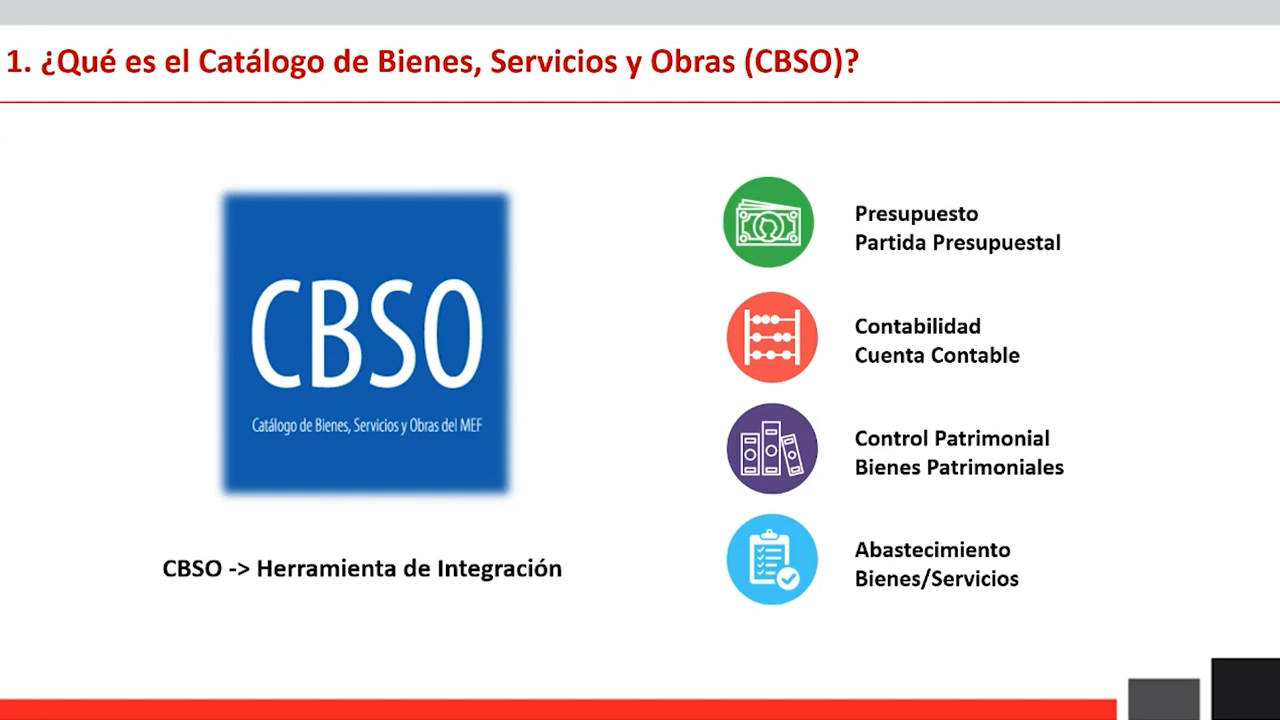 1. ¿Qué es el Catálogo de Bienes, Servicios y Obras (CBSO)?
CBSO
Catálogo de Bienes, Servicios y Obras del MEF
CBSO -> Herramienta de Integración
Presupuesto
Partida Presupuestal
Contabilidad
Cuenta Contable
Control Patrimonial
Bienes Patrimoniales
Abastecimiento
Bienes/Servicios